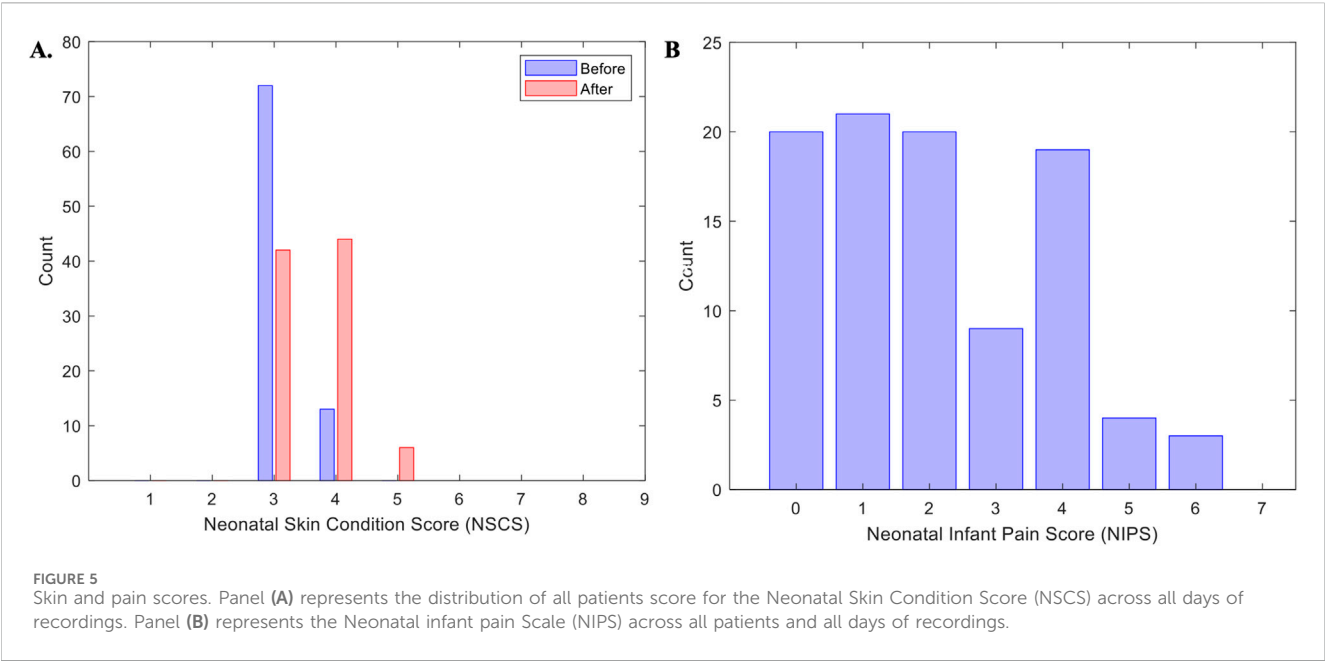 A.
80
70
60
50
40
30
20
10
0
Count
Before
After
1 2 3 4 5 6 7 8 9
Neonatal Skin Condition Score (NSCS)
B
25
20
15
10
5
0
Count
0 1 2 3 4 5 6 7
Neonatal Infant Pain Score (NIPS)
FIGURE 5
Skin and pain scores. Panel (A) represents the distribution of all patients score for the Neonatal Skin Condition Score (NSCS) across all days of
recordings. Panel (B) represents the Neonatal infant pain Scale (NIPS) across all patients and all days of recordings.